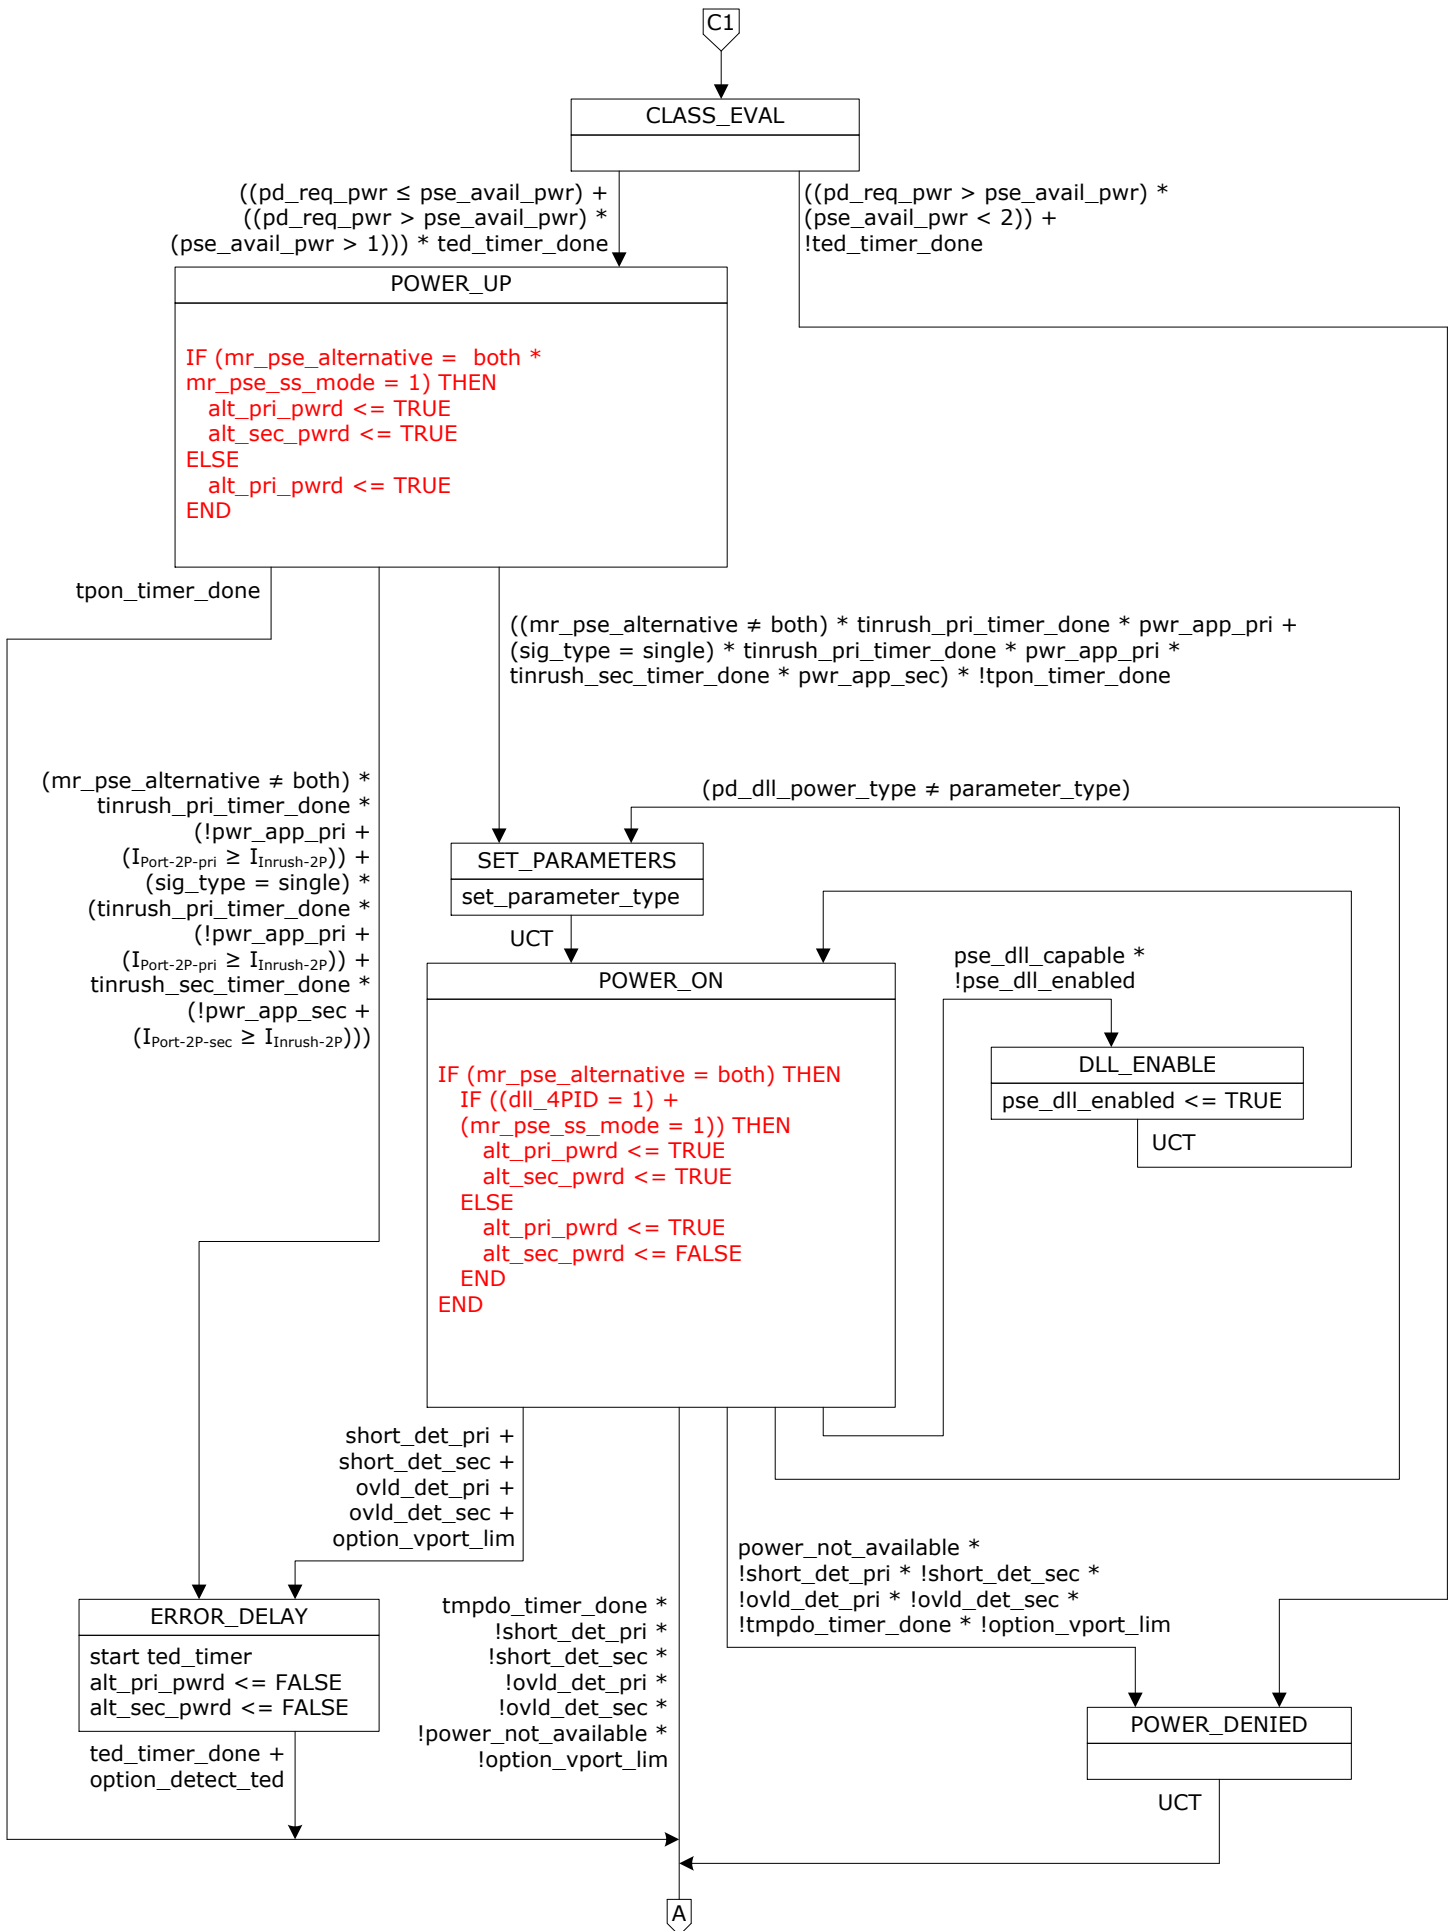 C1
CLASS_EVAL
((pd_req_pwr ≤ pse_avail_pwr) +
((pd_req_pwr > pse_avail_pwr) *
(pse_avail_pwr > 1))) * ted_timer_done
((pd_req_pwr > pse_avail_pwr) *
(pse_avail_pwr < 2)) +
!ted_timer_done
POWER_UP
IF (mr_pse_alternative =  both *
mr_pse_ss_mode = 1) THEN
alt_pri_pwrd <= TRUE
alt_sec_pwrd <= TRUE
ELSE
alt_pri_pwrd <= TRUE
END
tpon_timer_done
((mr_pse_alternative ≠ both) * tinrush_pri_timer_done * pwr_app_pri +
(sig_type = single) * tinrush_pri_timer_done * pwr_app_pri *
tinrush_sec_timer_done * pwr_app_sec) * !tpon_timer_done
(mr_pse_alternative ≠ both) *
tinrush_pri_timer_done *
(!pwr_app_pri +
(IPort-2P-pri ≥ IInrush-2P)) +
(sig_type = single) *
(tinrush_pri_timer_done *
(!pwr_app_pri +
(IPort-2P-pri ≥ IInrush-2P)) +
tinrush_sec_timer_done *
(!pwr_app_sec +
(IPort-2P-sec ≥ IInrush-2P)))
(pd_dll_power_type ≠ parameter_type)
SET_PARAMETERS
set_parameter_type
UCT
POWER_ON
IF (mr_pse_alternative = both) THEN
IF ((dll_4PID = 1) +
(mr_pse_ss_mode = 1)) THEN
alt_pri_pwrd <= TRUE
alt_sec_pwrd <= TRUE
ELSE
alt_pri_pwrd <= TRUE
alt_sec_pwrd <= FALSE
END
END
pse_dll_capable *
!pse_dll_enabled
DLL_ENABLE
pse_dll_enabled <= TRUE
UCT
short_det_pri +
short_det_sec +
ovld_det_pri +
ovld_det_sec +
option_vport_lim
ERROR_DELAY
start ted_timer
alt_pri_pwrd <= FALSE
alt_sec_pwrd <= FALSE
ted_timer_done +
option_detect_ted
tmpdo_timer_done *
!short_det_pri *
!short_det_sec *
!ovld_det_pri *
!ovld_det_sec *
!power_not_available *
!option_vport_lim
power_not_available *
!short_det_pri * !short_det_sec *
!ovld_det_pri * !ovld_det_sec *
!tmpdo_timer_done * !option_vport_lim
POWER_DENIED
UCT
A